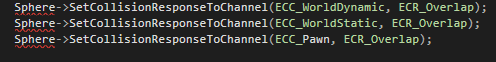 Sphere->SetCollisionResponseToChannel(ECC_WorldDynamic, ECR_Overlap);
Sphere->SetCollisionResponseToChannel(ECC_WorldStatic, ECR_Overlap);
Sphere->SetCollisionResponseToChannel(ECC_Pawn, ECR_Overlap);